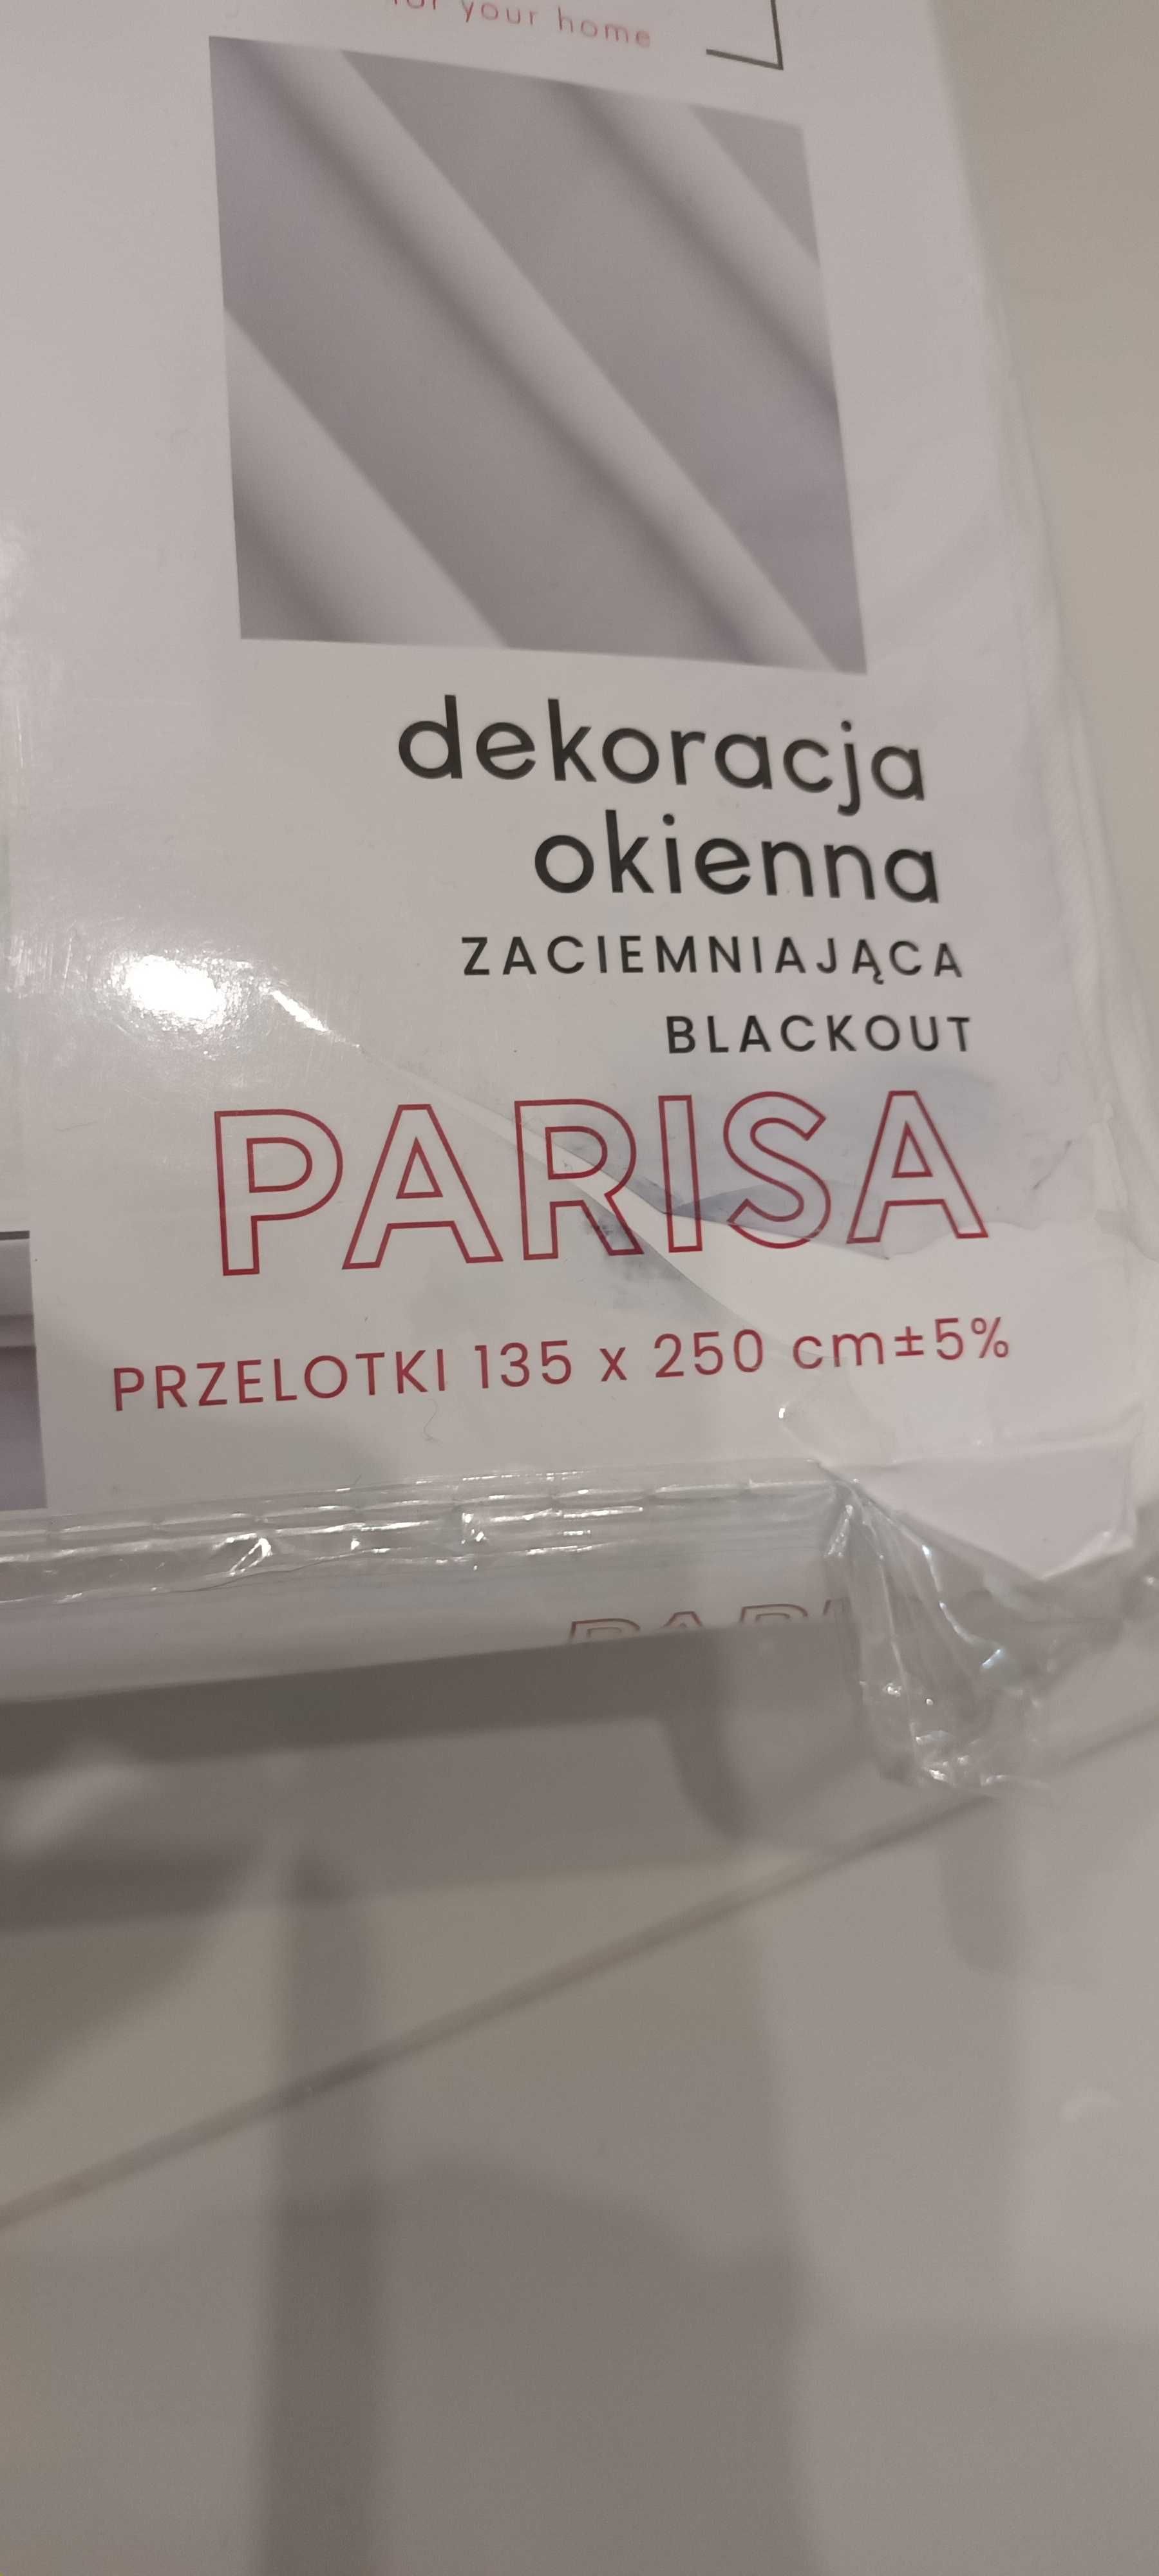 for your home
dekoracja
okienna
ZACIEMNIAJĄCA
BLACKOUT
PARISA
PRZELOTKI 135 x 250 cm±5%